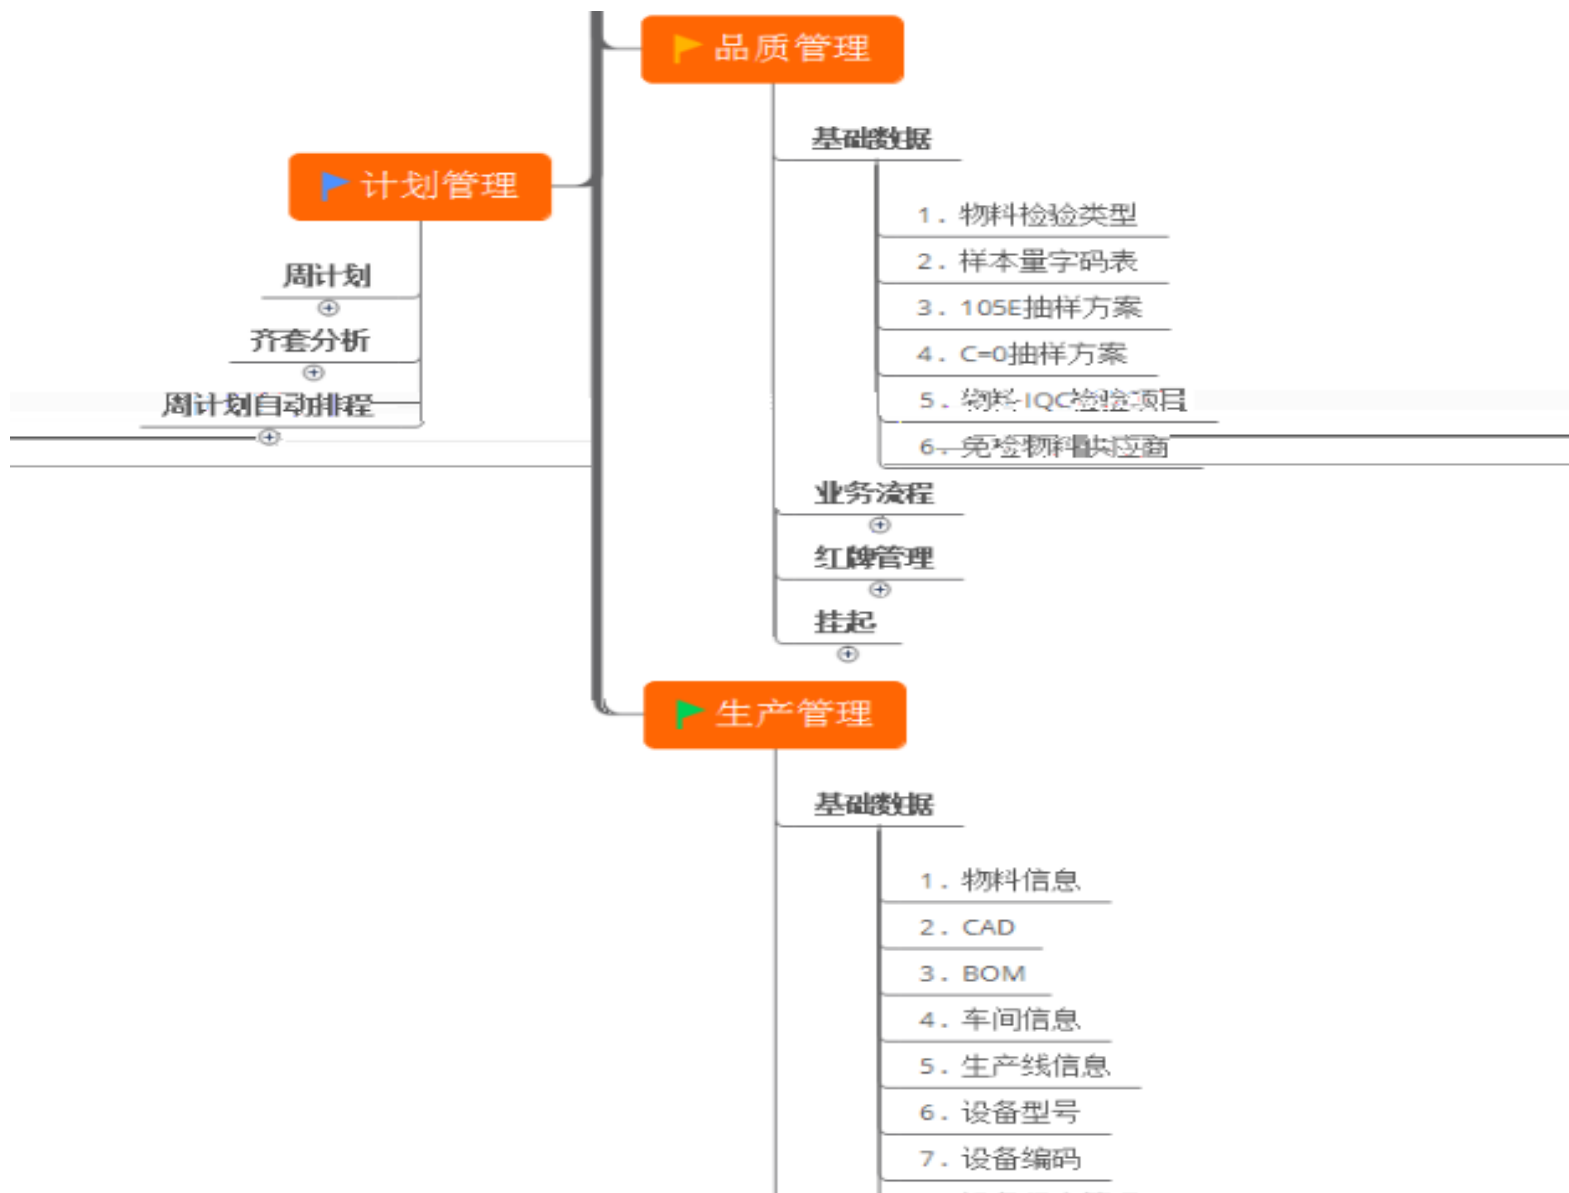 品质管理
基础数据
1. 物料检验类型
2. 样本量字码表
3. 105E抽样方案
4. C=0抽样方案
5. 物料-IQC检验项目
6. 免检物料供应商
业务流程
红牌管理
挂起
计划管理
周计划
齐套分析
周计划自动排程
生产管理
基础数据
1. 物料信息
2. CAD
3. BOM
4. 车间信息
5. 生产线信息
6. 设备型号
7. 设备编码